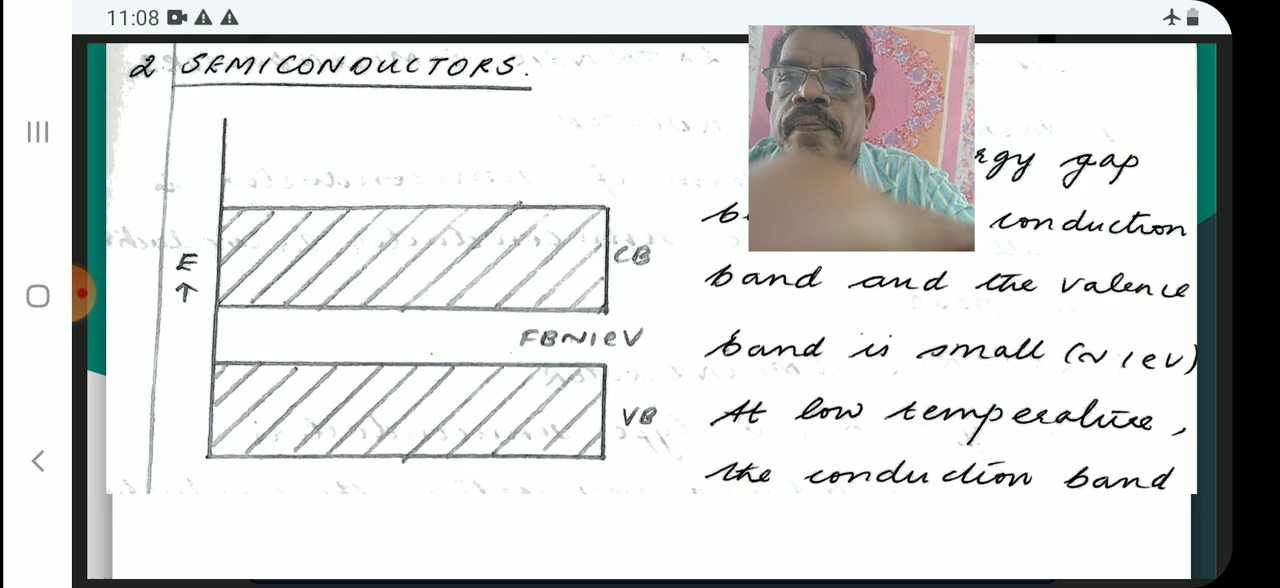 11:08
2 SEMICONDUCTORS.
E
↑
CB
FB~1eV
VB
gap
conduction
band and the valence
band is small (~1eV)
At low temperature,
the conduction band